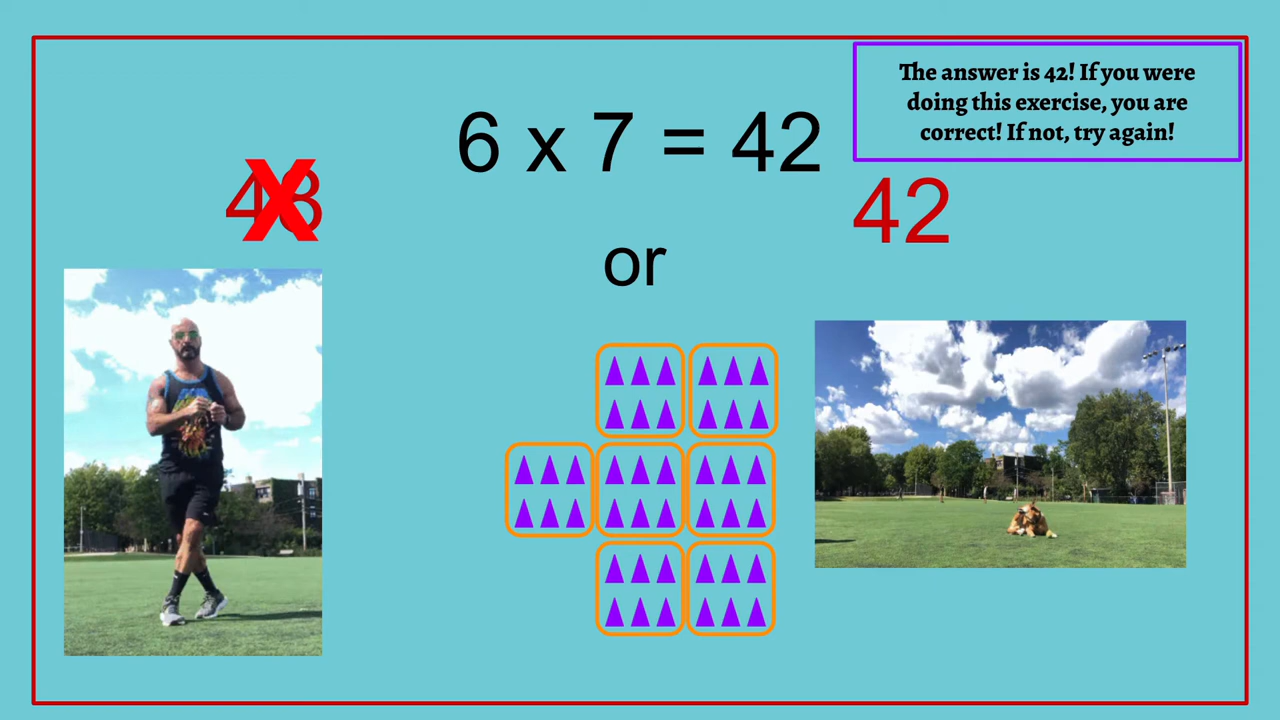 The answer is 42! If you were
doing this exercise, you are
correct! If not, try again!
6 x 7 = 42
48
X
42
or